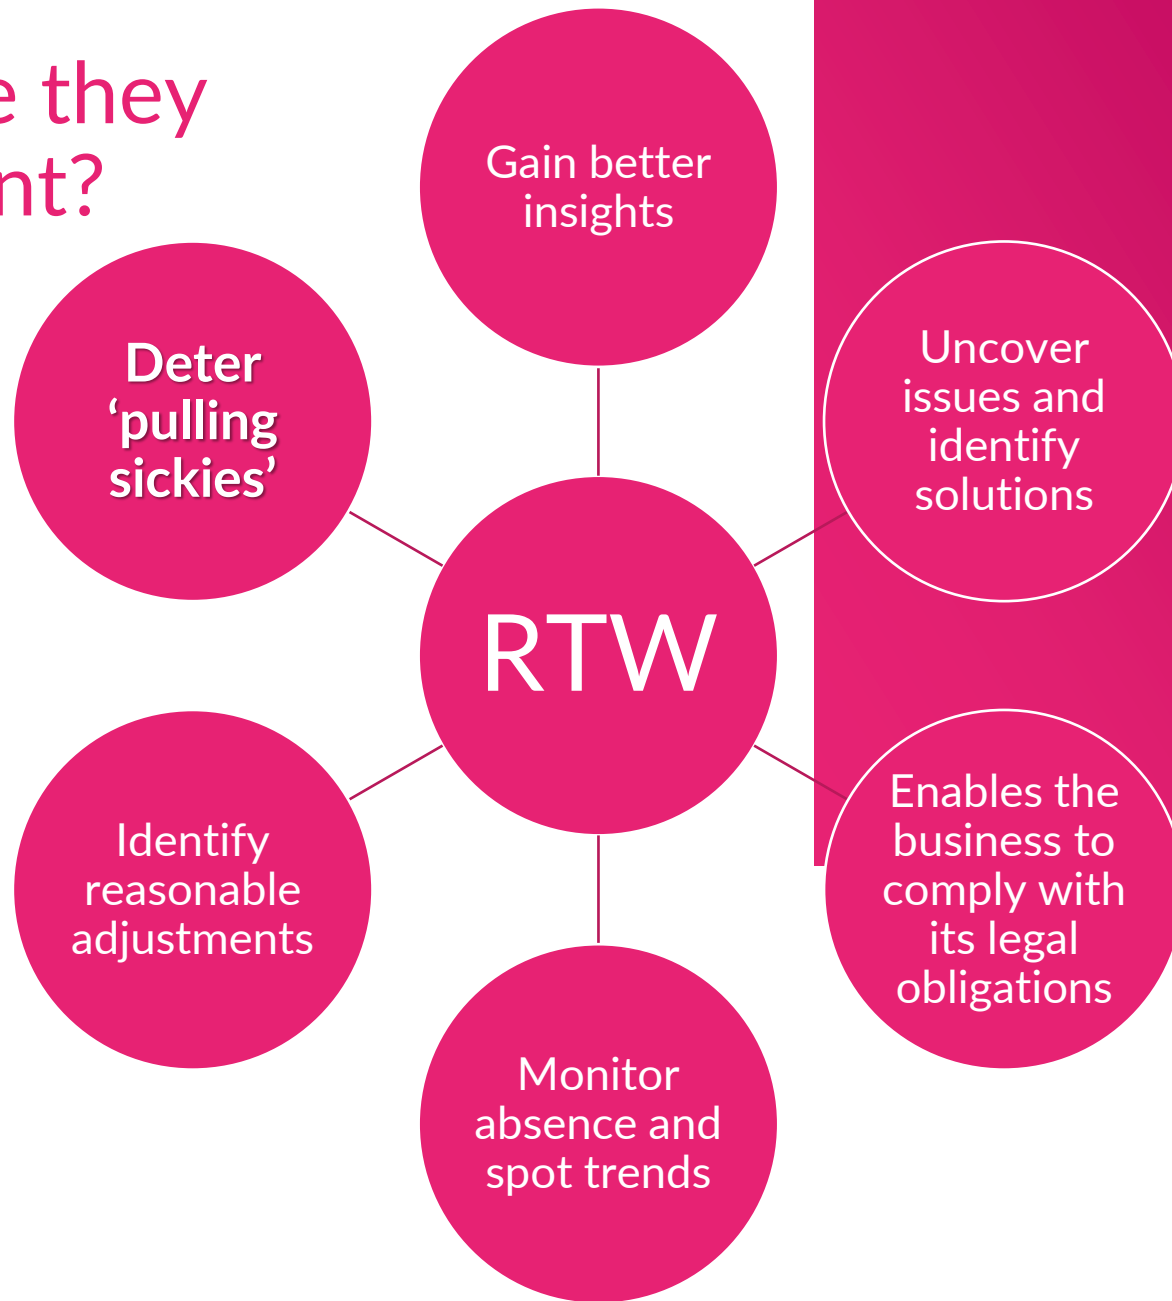 e they
nt?
Gain better
insights
Deter
‘pulling
sickies’
Uncover
issues and
identify
solutions
RTW
Identify
reasonable
adjustments
Enables the
business to
comply with
its legal
obligations
Monitor
absence and
spot trends